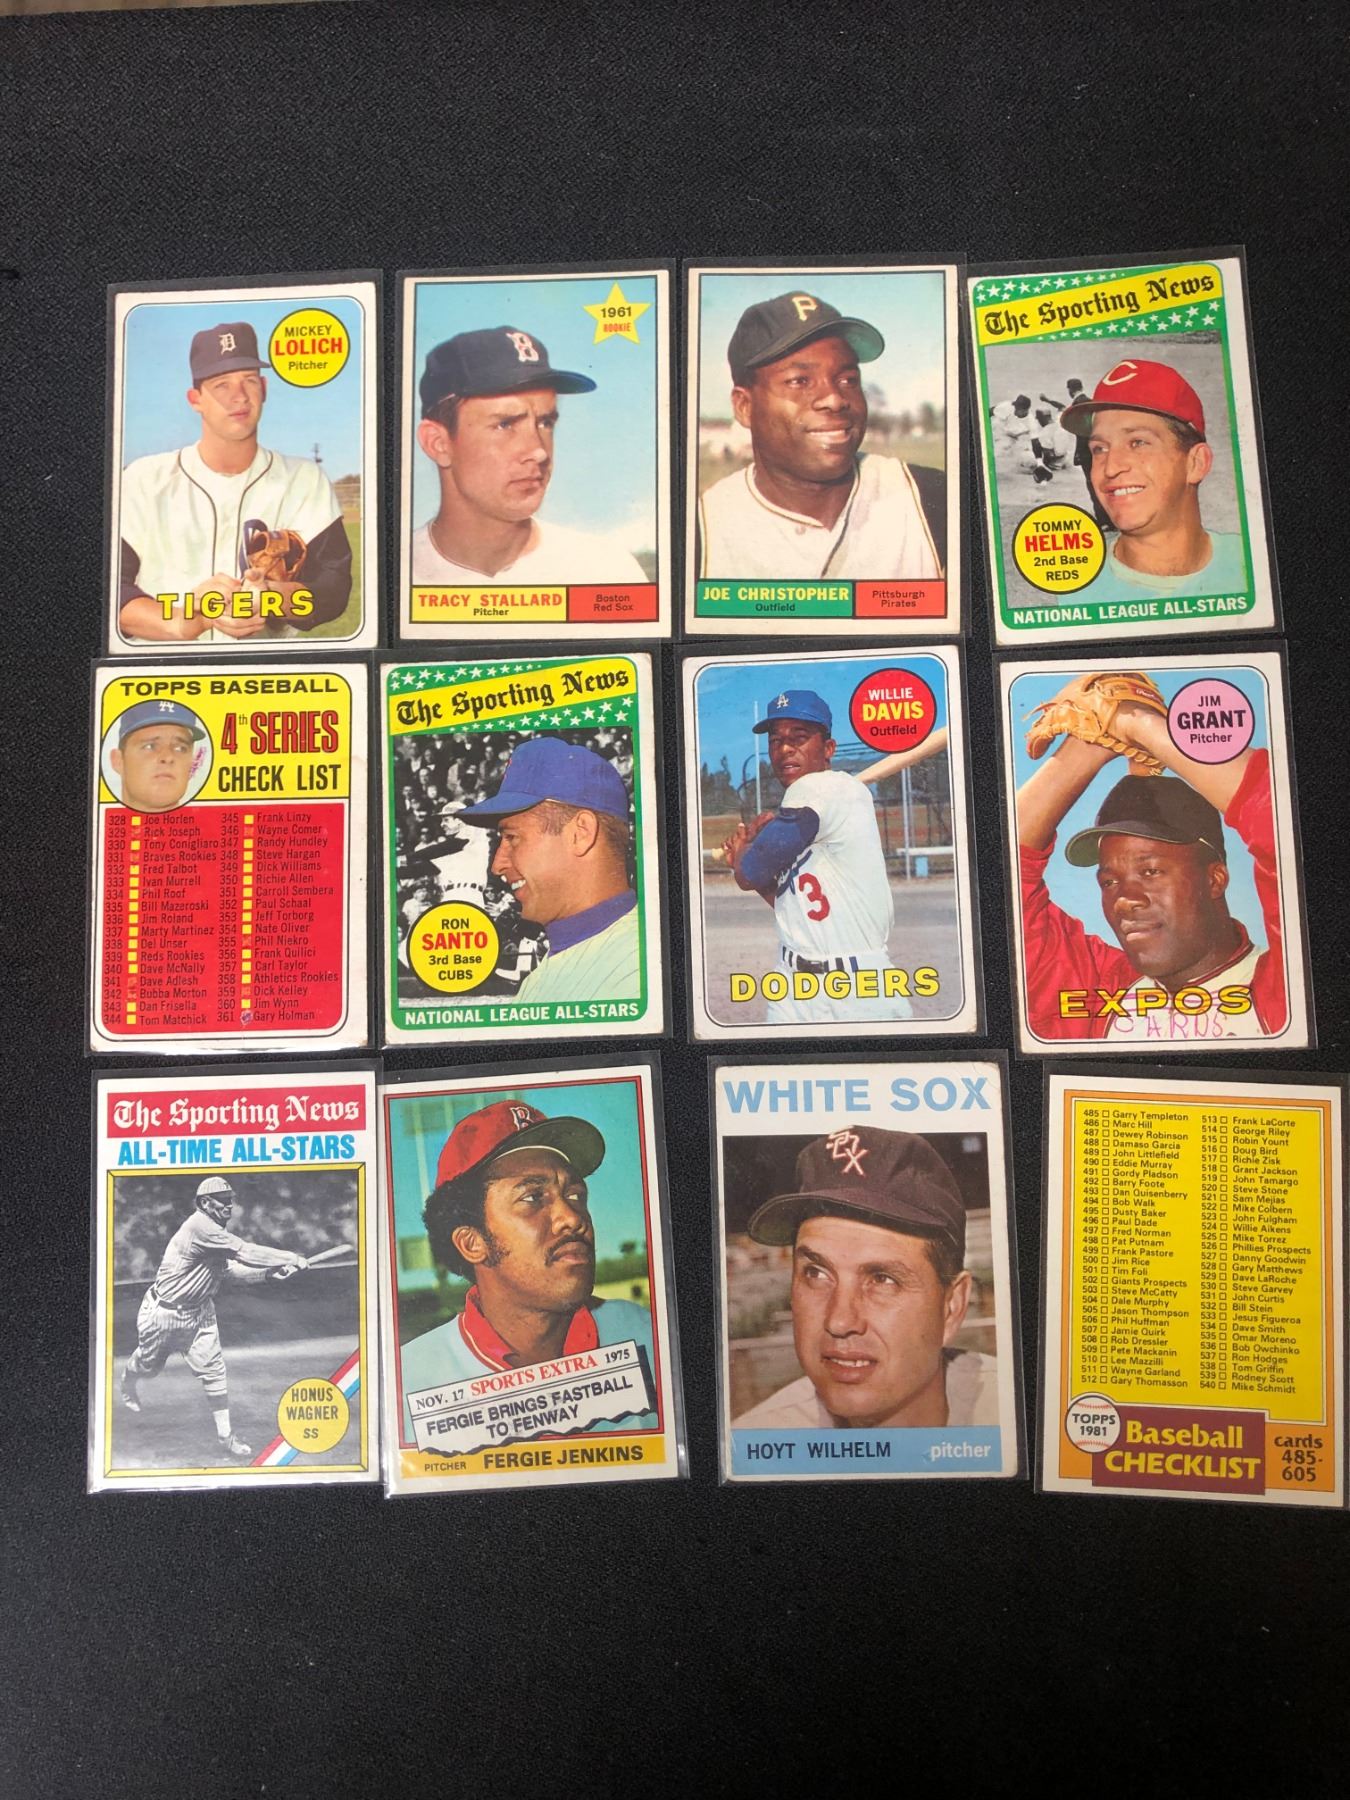 MICKEY
LOLICH
Pitcher
TIGERS
1961
ROOKIE
TRACY STALLARD
Pitcher
Boston
Red Sox
JOE CHRISTOPHER
Outfield
Pittsburgh
Pirates
The Sporting News
TOMMY
HELMS
2nd Base
REDS
NATIONAL LEAGUE ALL-STARS
TOPPS BASEBALL
4th SERIES
CHECK LIST
328 Joe Horlen
329 Rick Joseph
330 Tony Conigliaro
331 Braves Rookies
332 Fred Talbot
333 Ivan Murrell
334 Phil Roof
335 Bill Mazeroski
336 Jim Roland
337 Marty Martinez
338 Del Unser
339 Reds Rookies
340 Dave McNally
341 Dave Adlesh
342 Bubba Morton
343 Dan Frisella
344 Tom Matchick
345 Frank Linzy
346 Wayne Comer
347 Randy Hundley
348 Steve Hargan
349 Dick Williams
350 Richie Allen
351 Carroll Sembera
352 Paul Schaal
353 Jeff Torborg
354 Nate Oliver
355 Phil Niekro
356 Frank Quilici
357 Carl Taylor
358 Athletics Rookies
359 Dick Kelley
360 Jim Wynn
361 Gary Holman
The Sporting News
RON
SANTO
3rd Base
CUBS
NATIONAL LEAGUE ALL-STARS
WILLIE
DAVIS
Outfield
3
DODGERS
JIM
GRANT
Pitcher
EXPOS
CARDS
The Sporting News
ALL-TIME ALL-STARS
HONUS
WAGNER
SS
NOV. 17 SPORTS EXTRA 1975
FERGIE BRINGS FASTBALL
TO FENWAY
PITCHER FERGIE JENKINS
WHITE SOX
HOYT WILHELM pitcher
485 Garry Templeton
486 Marc Hill
487 Dewey Robinson
488 Damaso Garcia
489 John Littlefield
490 Eddie Murray
491 Gordy Pladson
492 Barry Foote
493 Dan Quisenberry
494 Bob Walk
495 Dusty Baker
496 Paul Dade
497 Fred Norman
498 Pat Putnam
499 Frank Pastore
500 Jim Rice
501 Tim Foli
502 Giants Prospects
503 Steve McCatty
504 Dale Murphy
505 Jason Thompson
506 Phil Huffman
507 Jamie Quirk
508 Rob Dressler
509 Pete Mackanin
510 Lee Mazzilli
511 Wayne Garland
512 Gary Thomasson
513 Frank LaCorte
514 George Riley
515 Robin Yount
516 Doug Bird
517 Richie Zisk
518 Grant Jackson
519 John Tamargo
520 Steve Stone
521 Sam Mejias
522 Mike Colbern
523 John Fulgham
524 Willie Aikens
525 Mike Torrez
526 Phillies Prospects
527 Danny Goodwin
528 Gary Matthews
529 Dave LaRoche
530 Steve Garvey
531 John Curtis
532 Bill Stein
533 Jesus Figueroa
534 Dave Smith
535 Omar Moreno
536 Bob Owchinko
537 Ron Hodges
538 Tom Griffin
539 Rodney Scott
540 Mike Schmidt
TOPPS
1981
Baseball
CHECKLIST
cards
485-
605